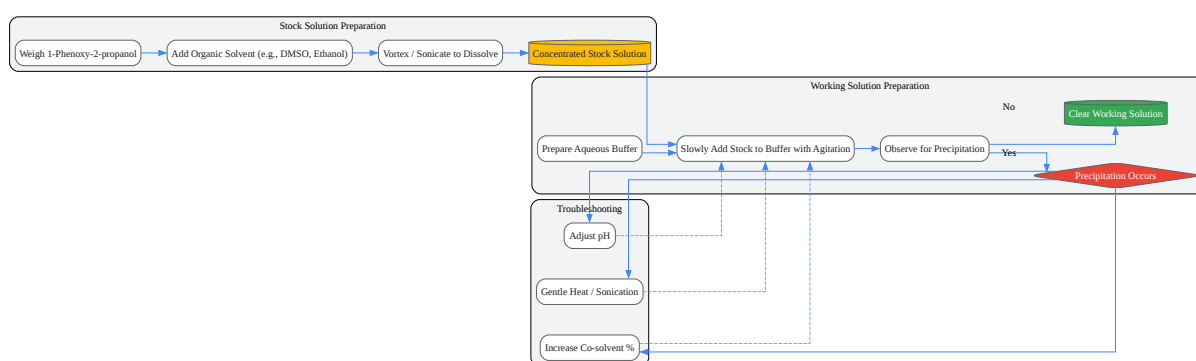 Stock Solution Preparation
Weigh 1-Phenoxy-2-propanol
Add Organic Solvent (e.g., DMSO, Ethanol)
Vortex / Sonicate to Dissolve
Concentrated Stock Solution
Working Solution Preparation
No
Clear Working Solution
Prepare Aqueous Buffer
Slowly Add Stock to Buffer with Agitation
Observe for Precipitation
Yes
Precipitation Occurs
Troubleshooting
Adjust pH
Gentle Heat / Sonication
Increase Co-solvent %